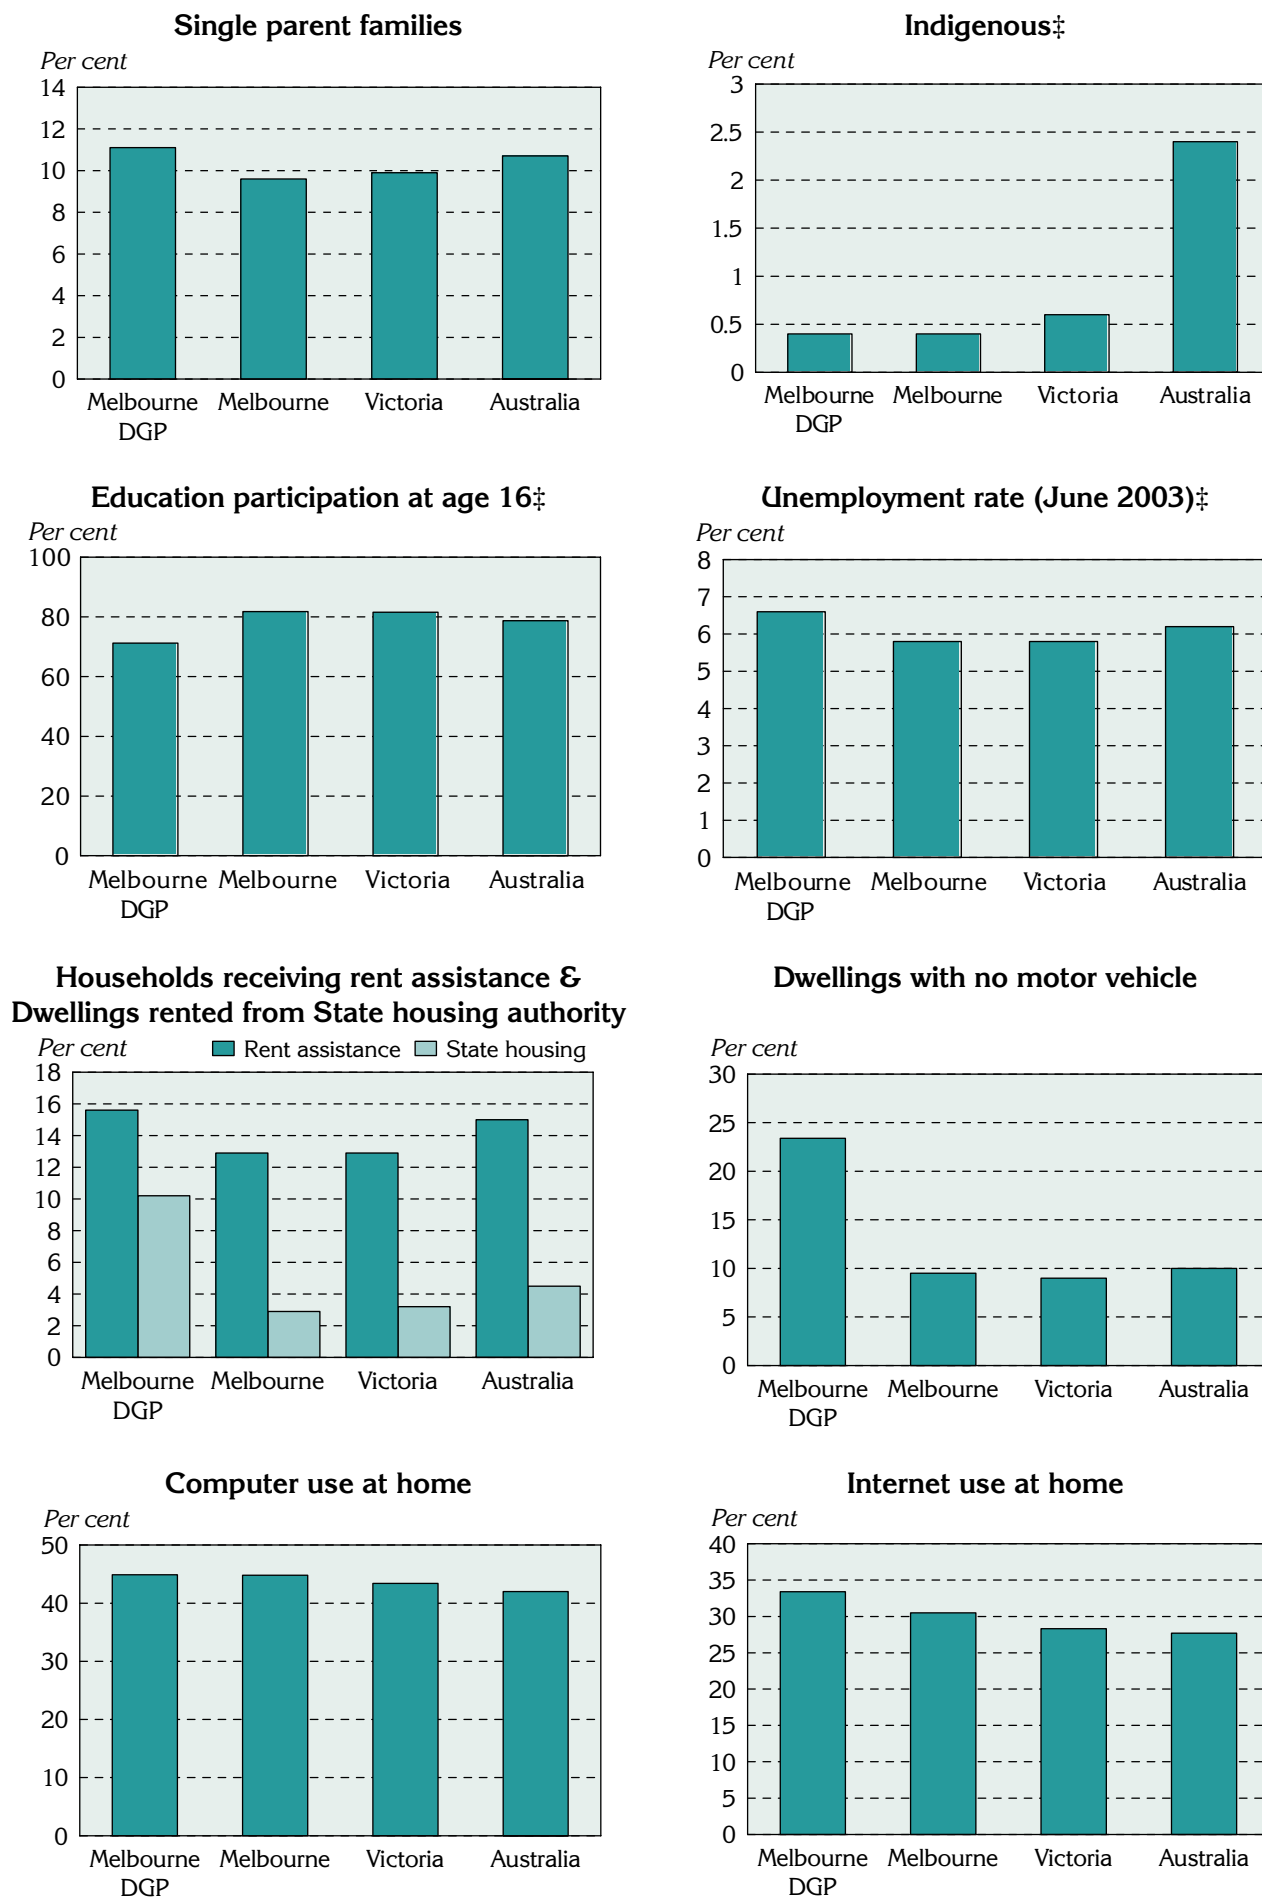 Single parent families
Per cent
14
12
10
8
6
4
2
0
Melbourne DGP
Melbourne
Victoria
Australia
Indigenous‡
Per cent
3
2.5
2
1.5
1
0.5
0
Melbourne DGP
Melbourne
Victoria
Australia
Education participation at age 16‡
Per cent
100
80
60
40
20
0
Melbourne DGP
Melbourne
Victoria
Australia
Unemployment rate (June 2003)‡
Per cent
8
7
6
5
4
3
2
1
0
Melbourne DGP
Melbourne
Victoria
Australia
Households receiving rent assistance &
Dwellings rented from State housing authority
Per cent
Rent assistance
State housing
18
16
14
12
10
8
6
4
2
0
Melbourne DGP
Melbourne
Victoria
Australia
Dwellings with no motor vehicle
Per cent
30
25
20
15
10
5
0
Melbourne DGP
Melbourne
Victoria
Australia
Computer use at home
Per cent
50
40
30
20
10
0
Melbourne DGP
Melbourne
Victoria
Australia
Internet use at home
Per cent
40
35
30
25
20
15
10
5
0
Melbourne DGP
Melbourne
Victoria
Australia